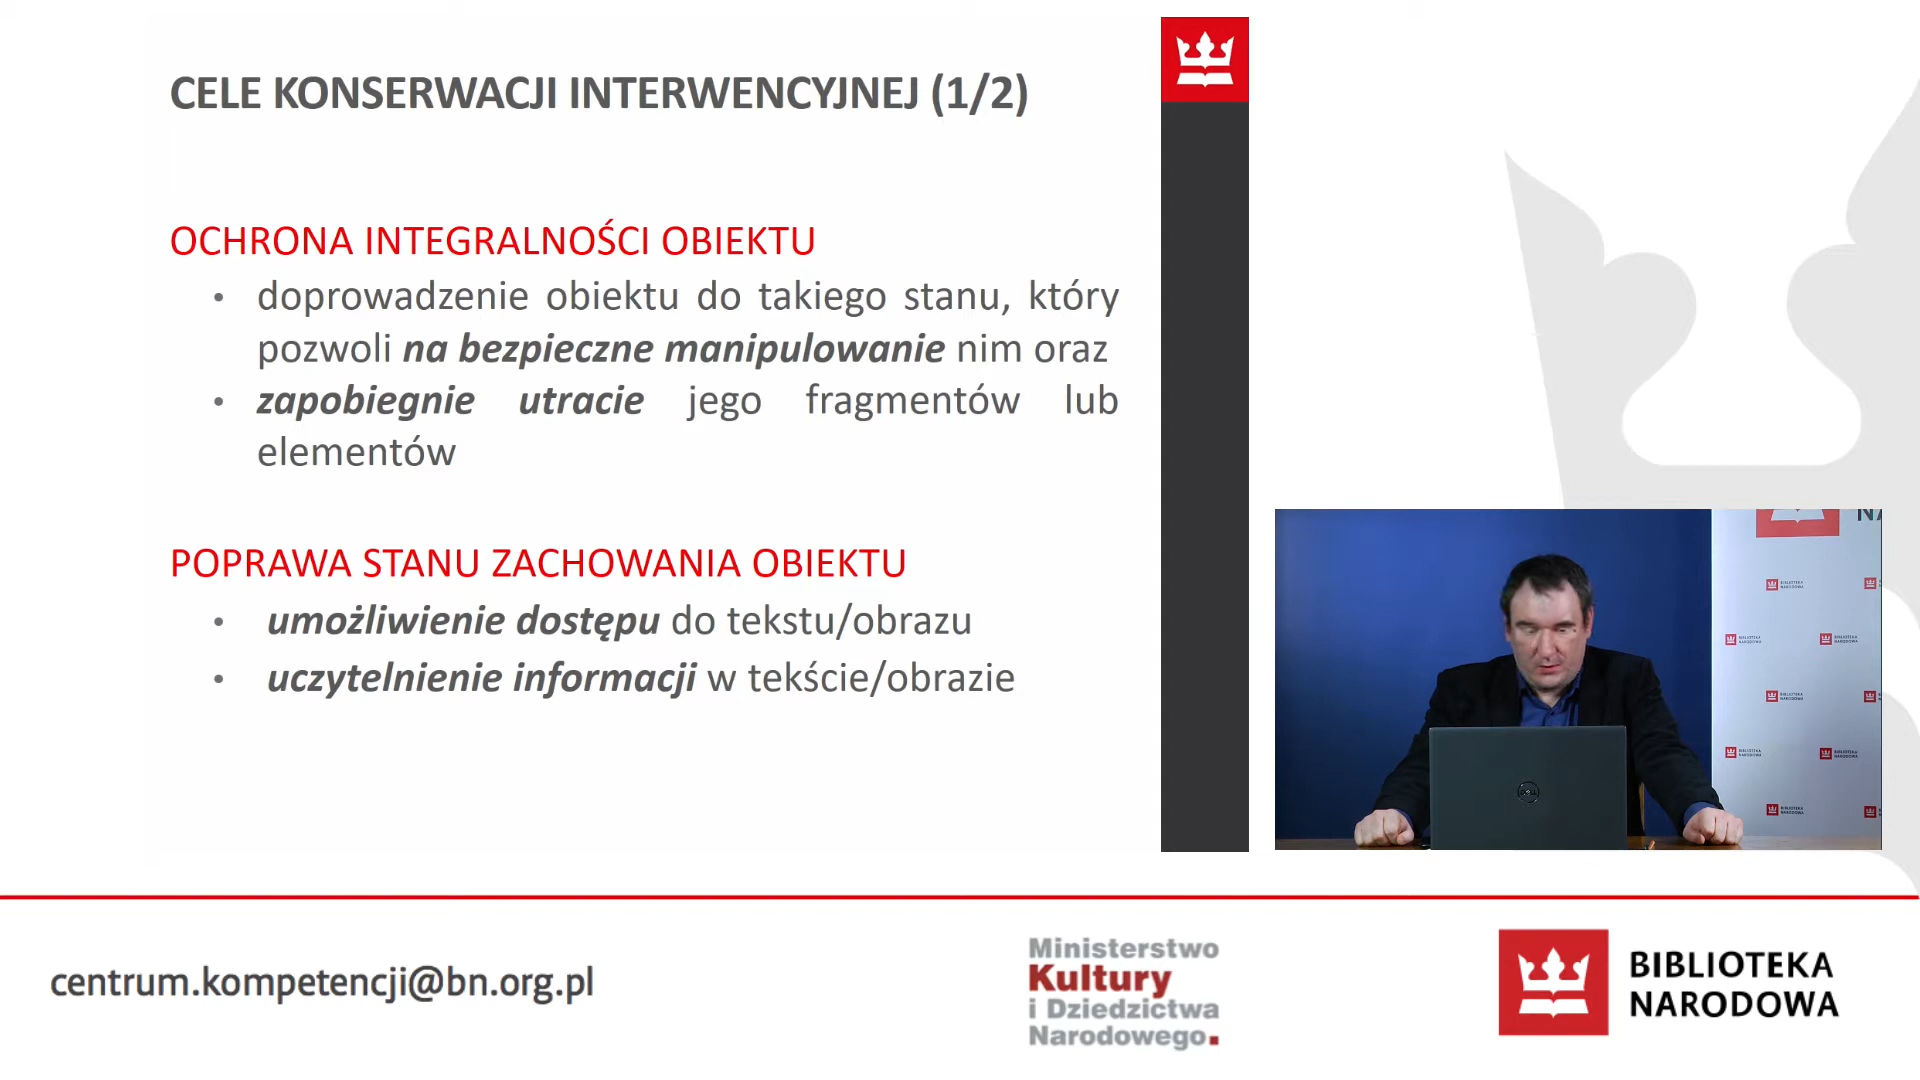 CELE KONSERWACJI INTERWENCYJNEJ (1/2)
OCHRONA INTEGRALNOŚCI OBIEKTU
• doprowadzenie obiektu do takiego stanu, który
pozwoli na bezpieczne manipulowanie nim oraz
• zapobiegnie utracie jego fragmentów lub
elementów
POPRAWA STANU ZACHOWANIA OBIEKTU
• umożliwienie dostępu do tekstu/obrazu
• uczytelnienie informacji w tekście/obrazie
centrum.kompetencji@bn.org.pl
Ministerstwo
Kultury
i Dziedzictwa
Narodowego.
BIBLIOTEKA
NARODOWA